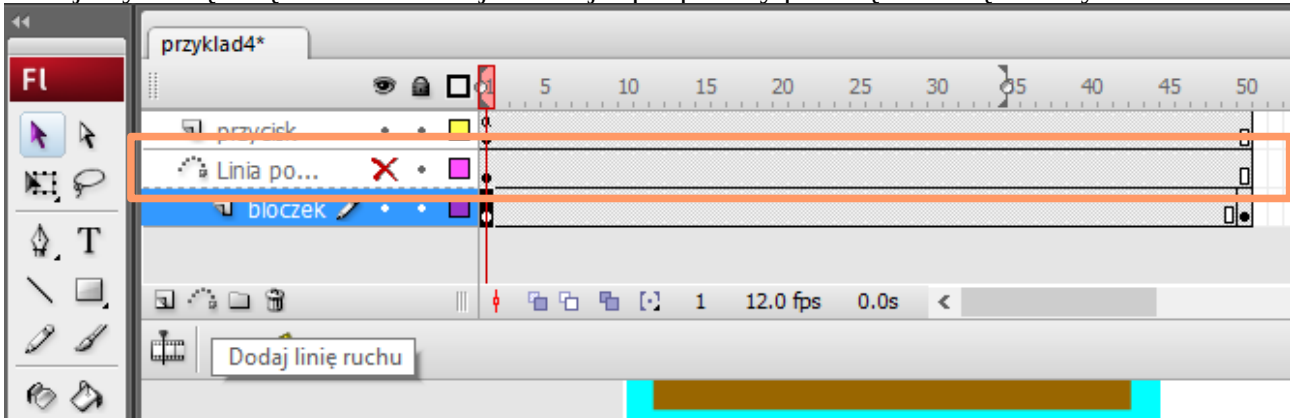 przyklad4*
Fl
1 5 10 15 20 25 30 35 40 45 50
przycisk
Linia po...
bloczek
T
1 12.0 fps 0.0s
Dodaj linię ruchu